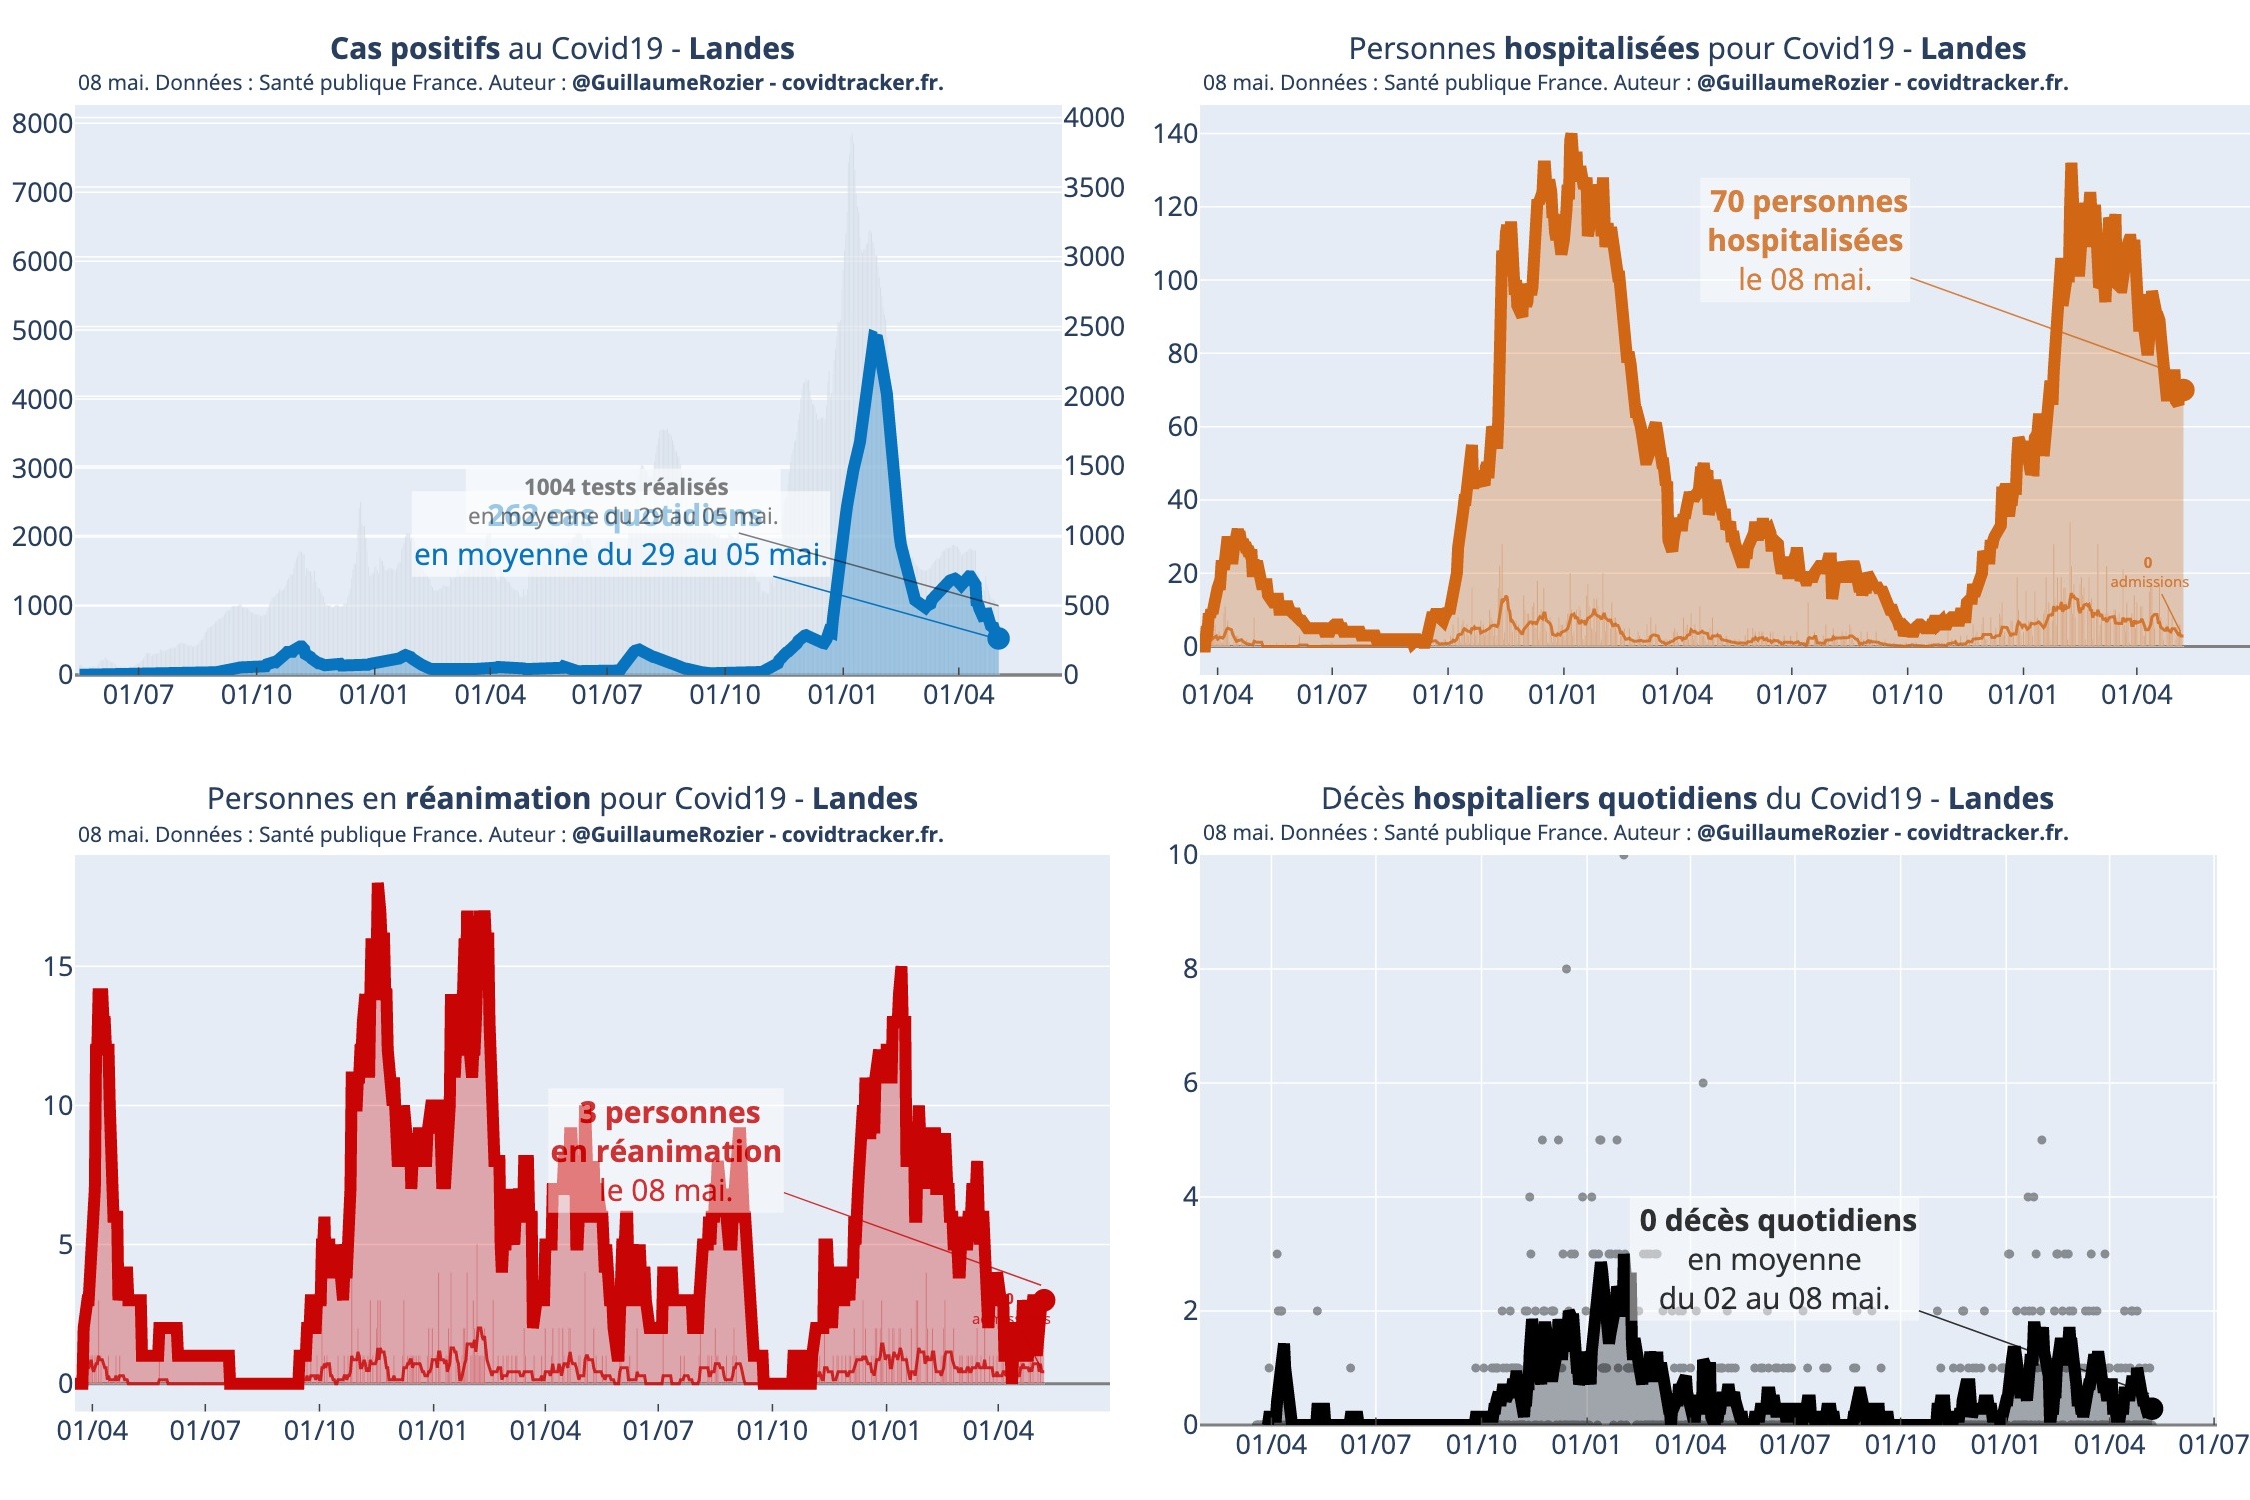 Cas positifs au Covid19 - Landes
08 mai. Données : Santé publique France. Auteur : @GuillaumeRozier - covidtracker.fr.
8000
7000
6000
5000
4000
3000
2000
1000
0
4000
3500
3000
2500
2000
1500
1000
500
0
1004 tests réalisés
en moyenne du 29 au 05 mai.
262 cas quotidiens
en moyenne du 29 au 05 mai.
01/07 01/10 01/01 01/04 01/07 01/10 01/01 01/04
Personnes hospitalisées pour Covid19 - Landes
08 mai. Données : Santé publique France. Auteur : @GuillaumeRozier - covidtracker.fr.
140
120
100
80
60
40
20
0
70 personnes
hospitalisées
le 08 mai.
0
admissions
01/04 01/07 01/10 01/01 01/04 01/07 01/10 01/01 01/04
Personnes en réanimation pour Covid19 - Landes
08 mai. Données : Santé publique France. Auteur : @GuillaumeRozier - covidtracker.fr.
15
10
5
0
3 personnes
en réanimation
le 08 mai.
0
01/04 01/07 01/10 01/01 01/04 01/07 01/10 01/01 01/04
Décès hospitaliers quotidiens du Covid19 - Landes
08 mai. Données : Santé publique France. Auteur : @GuillaumeRozier - covidtracker.fr.
10
8
6
4
2
0
0 décès quotidiens
en moyenne
du 02 au 08 mai.
01/04 01/07 01/10 01/01 01/04 01/07 01/10 01/01 01/04 01/07